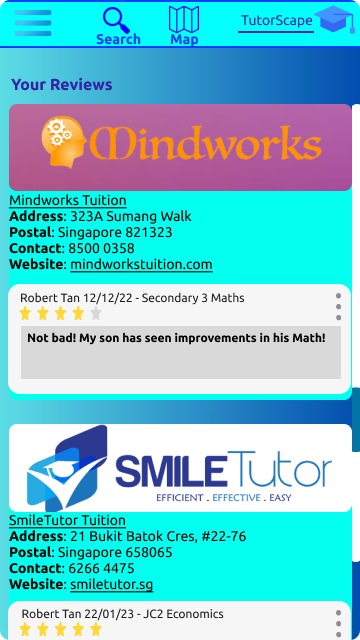 Search
Map
TutorScape
Your Reviews
Mindworks
Mindworks Tuition
Address: 323A Sumang Walk
Postal: Singapore 821323
Contact: 8500 0358
Website: mindworkstuition.com
Robert Tan 12/12/22 - Secondary 3 Maths
Not bad! My son has seen improvements in his Math!
SMILETutor
EFFICIENT . EFFECTIVE . EASY
SmileTutor Tuition
Address: 21 Bukit Batok Cres, #22-76
Postal: Singapore 658065
Contact: 6266 4475
Website: smiletutor.sg
Robert Tan 22/01/23 - JC2 Economics